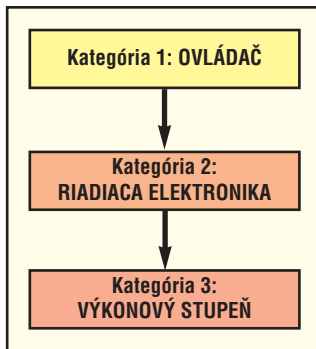 Kategória 1: OVLÁDAČ
Kategória 2:
RIADIACA ELEKTRONIKA
Kategória 3:
VÝKONOVÝ STUPEŇ